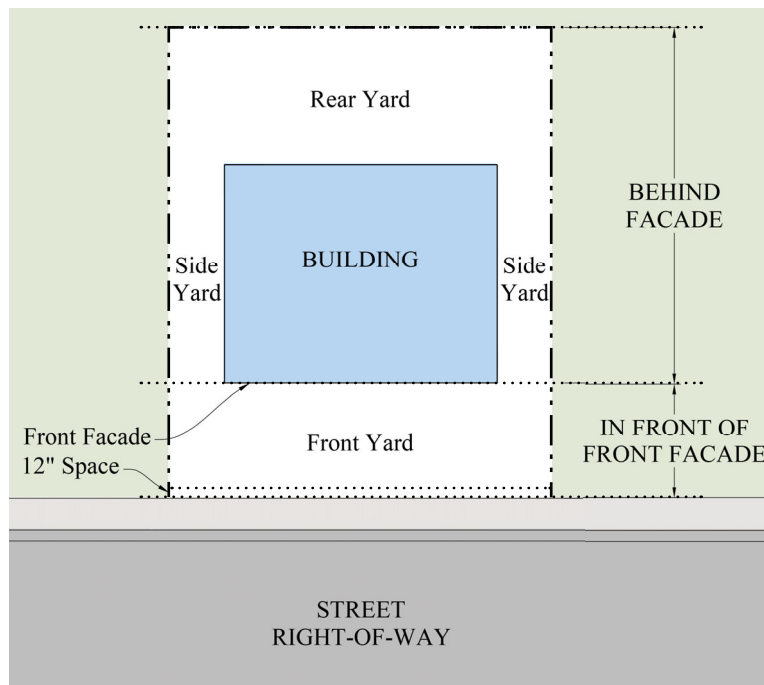 Rear Yard
BEHIND
FACADE
BUILDING
Side
Yard
Side
Yard
Front Facade
12" Space
Front Yard
IN FRONT OF
FRONT FACADE
STREET
RIGHT-OF-WAY